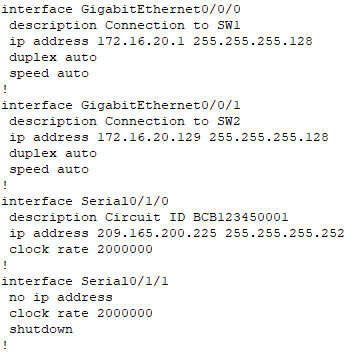 interface GigabitEthernet0/0/0
 description Connection to SW1
 ip address 172.16.20.1 255.255.255.128
 duplex auto
 speed auto
!
interface GigabitEthernet0/0/1
 description Connection to SW2
 ip address 172.16.20.129 255.255.255.128
 duplex auto
 speed auto
!
interface Serial0/1/0
 description Circuit ID BCB123450001
 ip address 209.165.200.225 255.255.255.252
 clock rate 2000000
!
interface Serial0/1/1
 no ip address
 clock rate 2000000
 shutdown
!